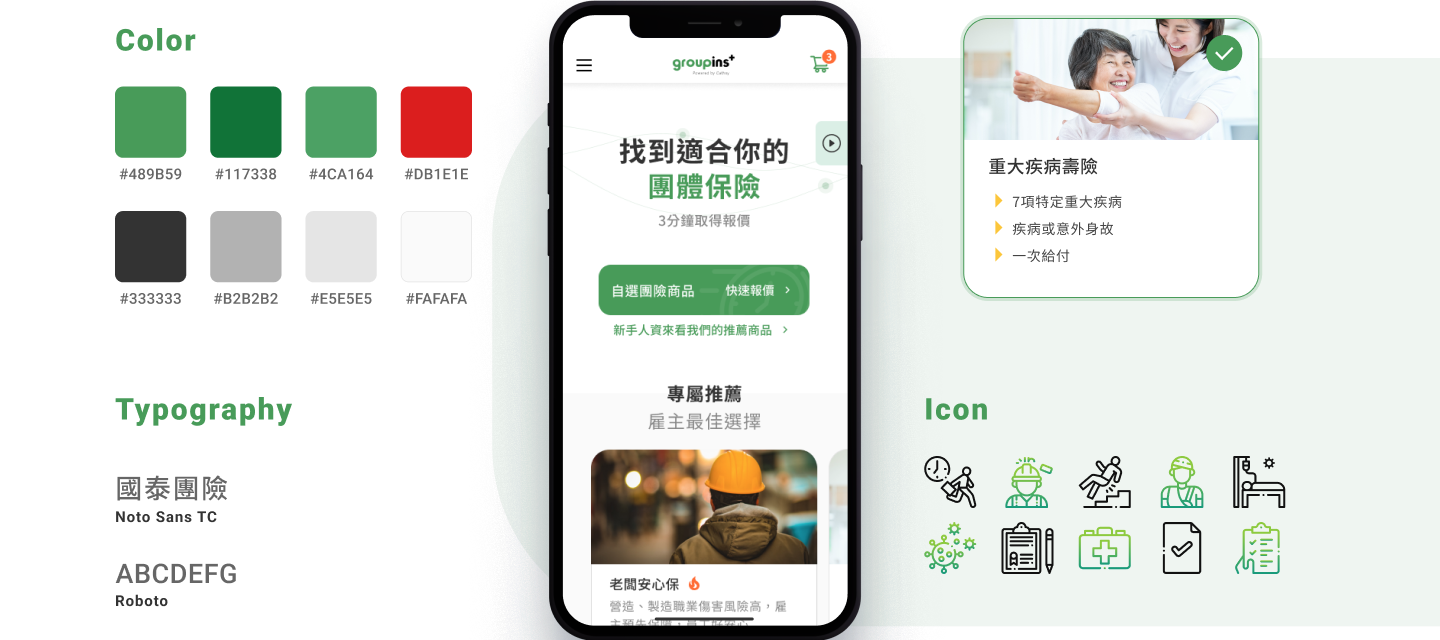 Color
#489B59
#117338
#4CA164
#DB1E1E
#333333
#B2B2B2
#E5E5E5
#FAFAFA
Typography
國泰團險
Noto Sans TC
ABCDEFG
Roboto
groupins+
Powered by Cathay
3
找到適合你的
團體保險
3分鐘取得報價
自選團險商品 快速報價
新手人資來看我們的推薦商品
專屬推薦
雇主最佳選擇
老闆安心保
營造、製造職業傷害風險高，雇
重大疾病壽險
7項特定重大疾病
疾病或意外身故
一次給付
Icon